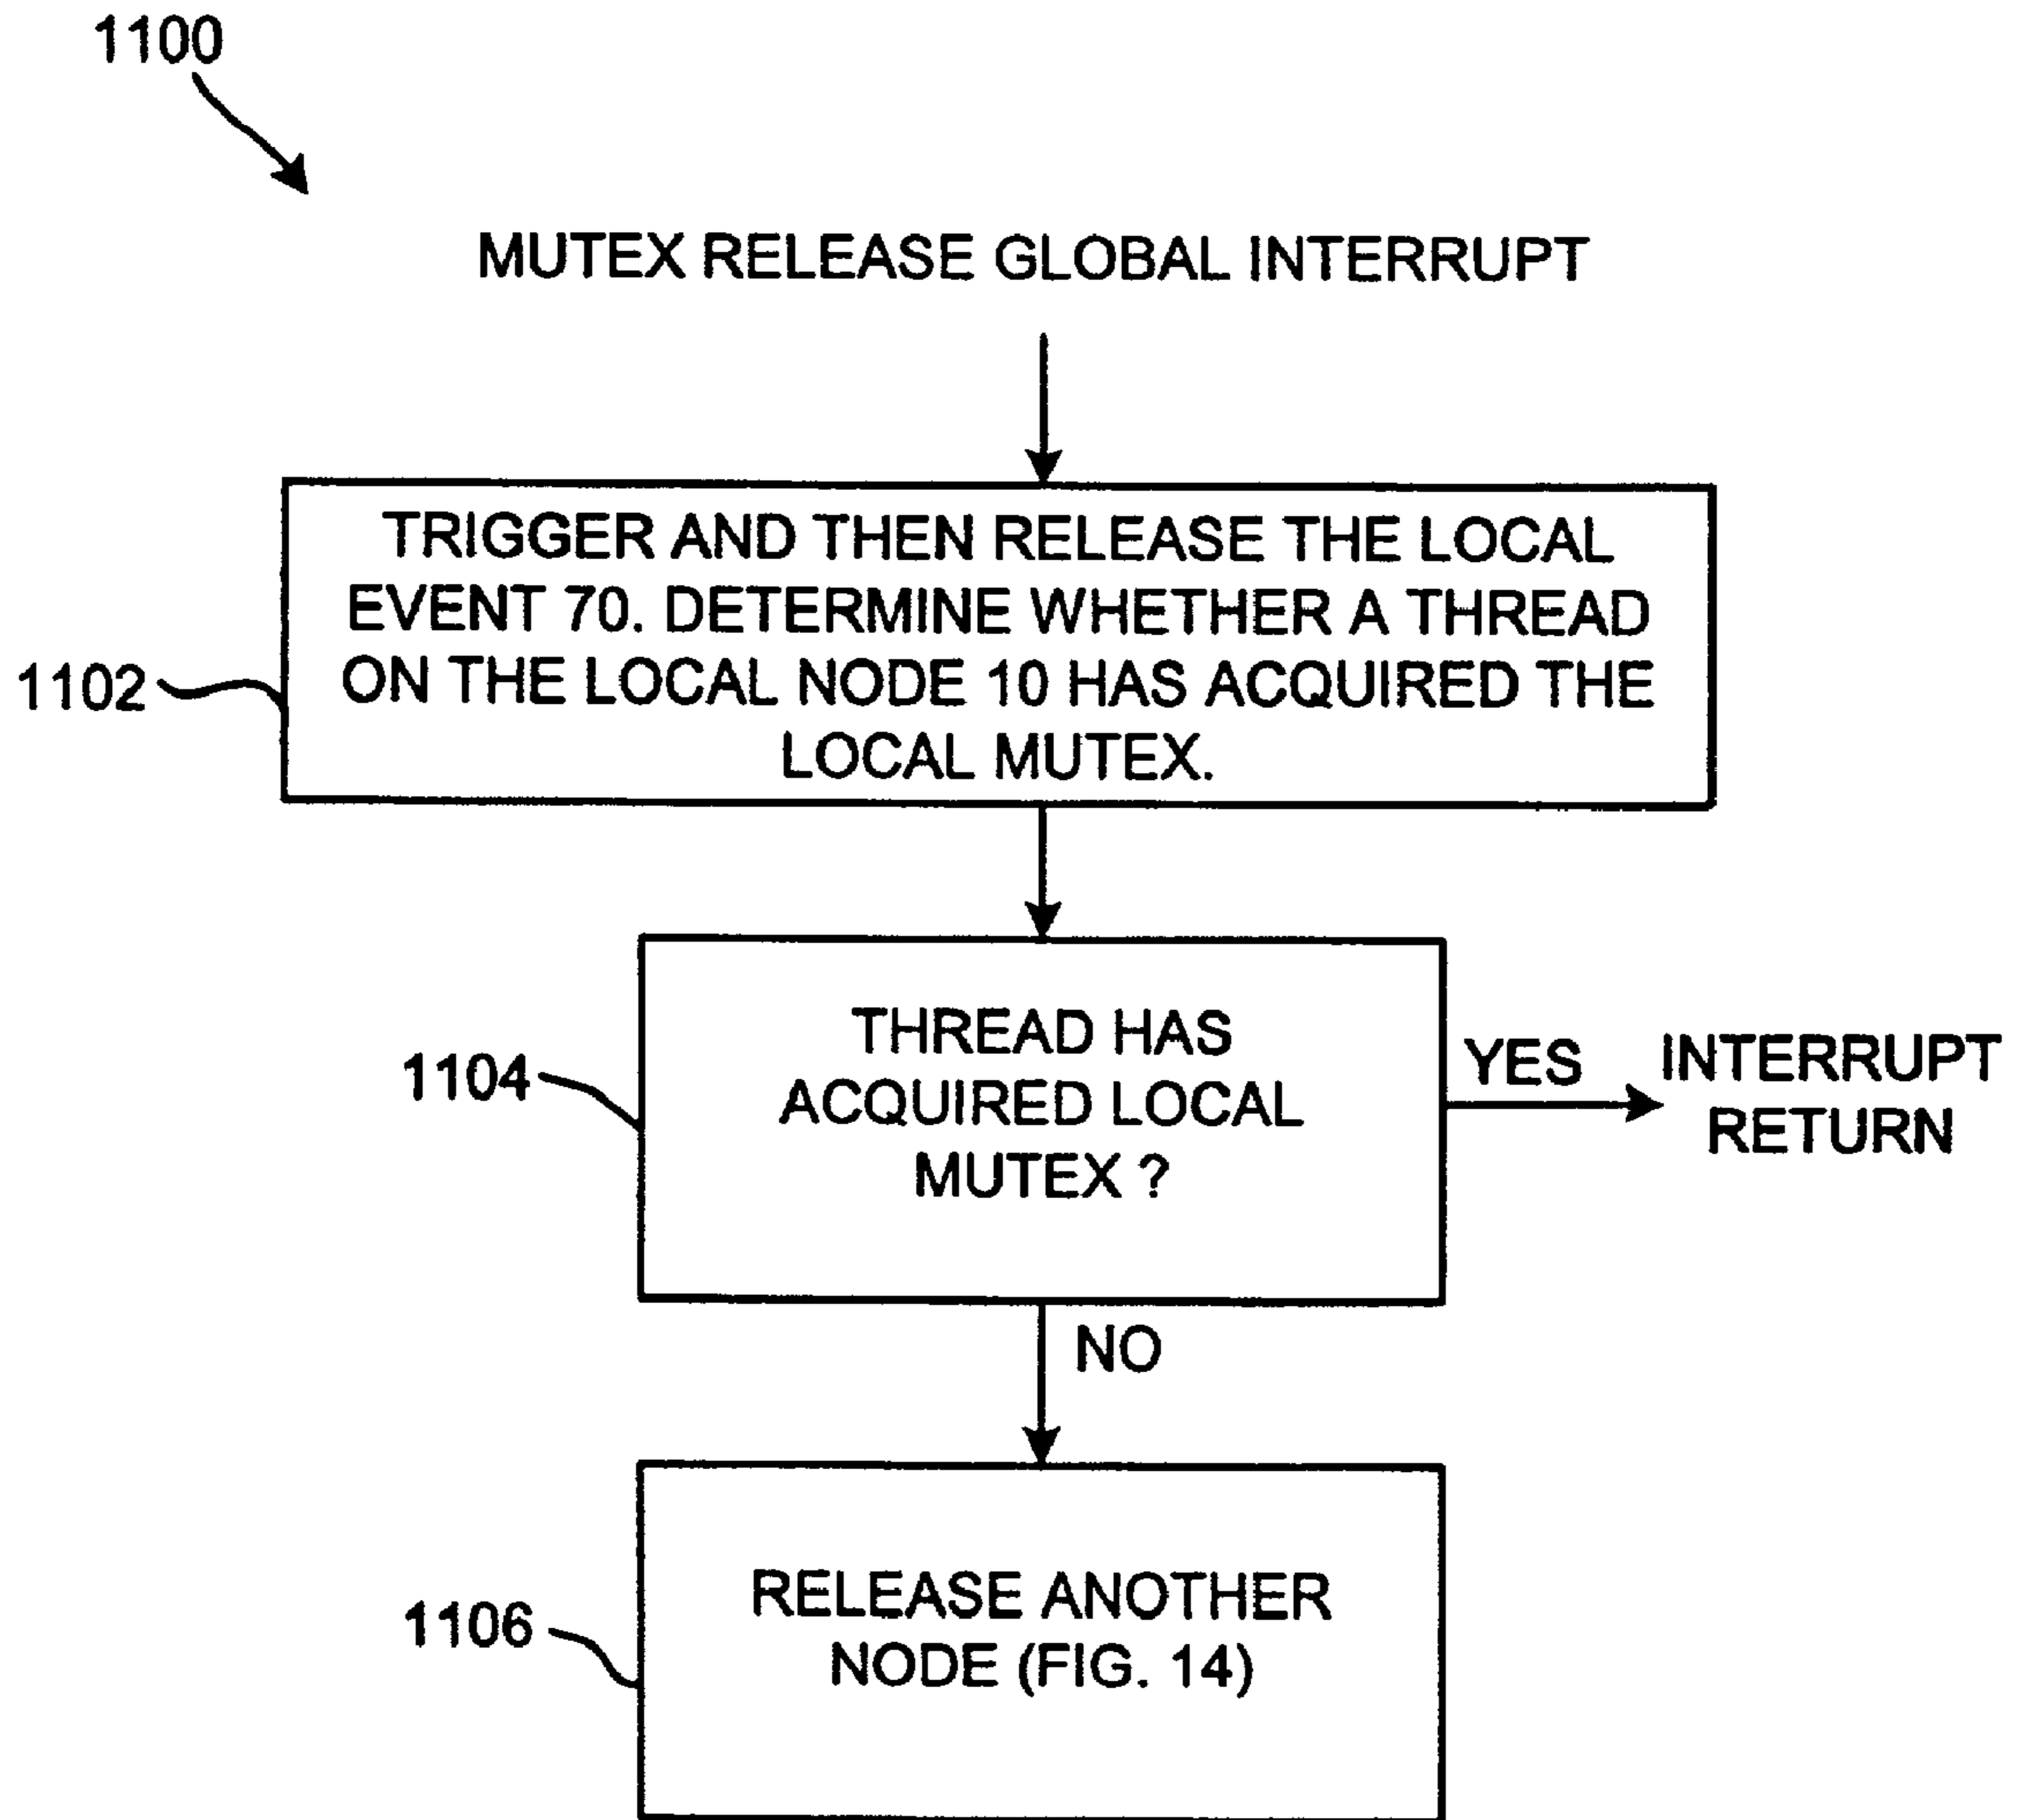 1100
MUTEX RELEASE GLOBAL INTERRUPT
TRIGGER AND THEN RELEASE THE LOCAL
EVENT 70. DETERMINE WHETHER A THREAD
ON THE LOCAL NODE 10 HAS ACQUIRED THE
LOCAL MUTEX.
1102
THREAD HAS
ACQUIRED LOCAL
MUTEX ?
1104
YES
INTERRUPT
RETURN
NO
RELEASE ANOTHER
NODE (FIG. 14)
1106